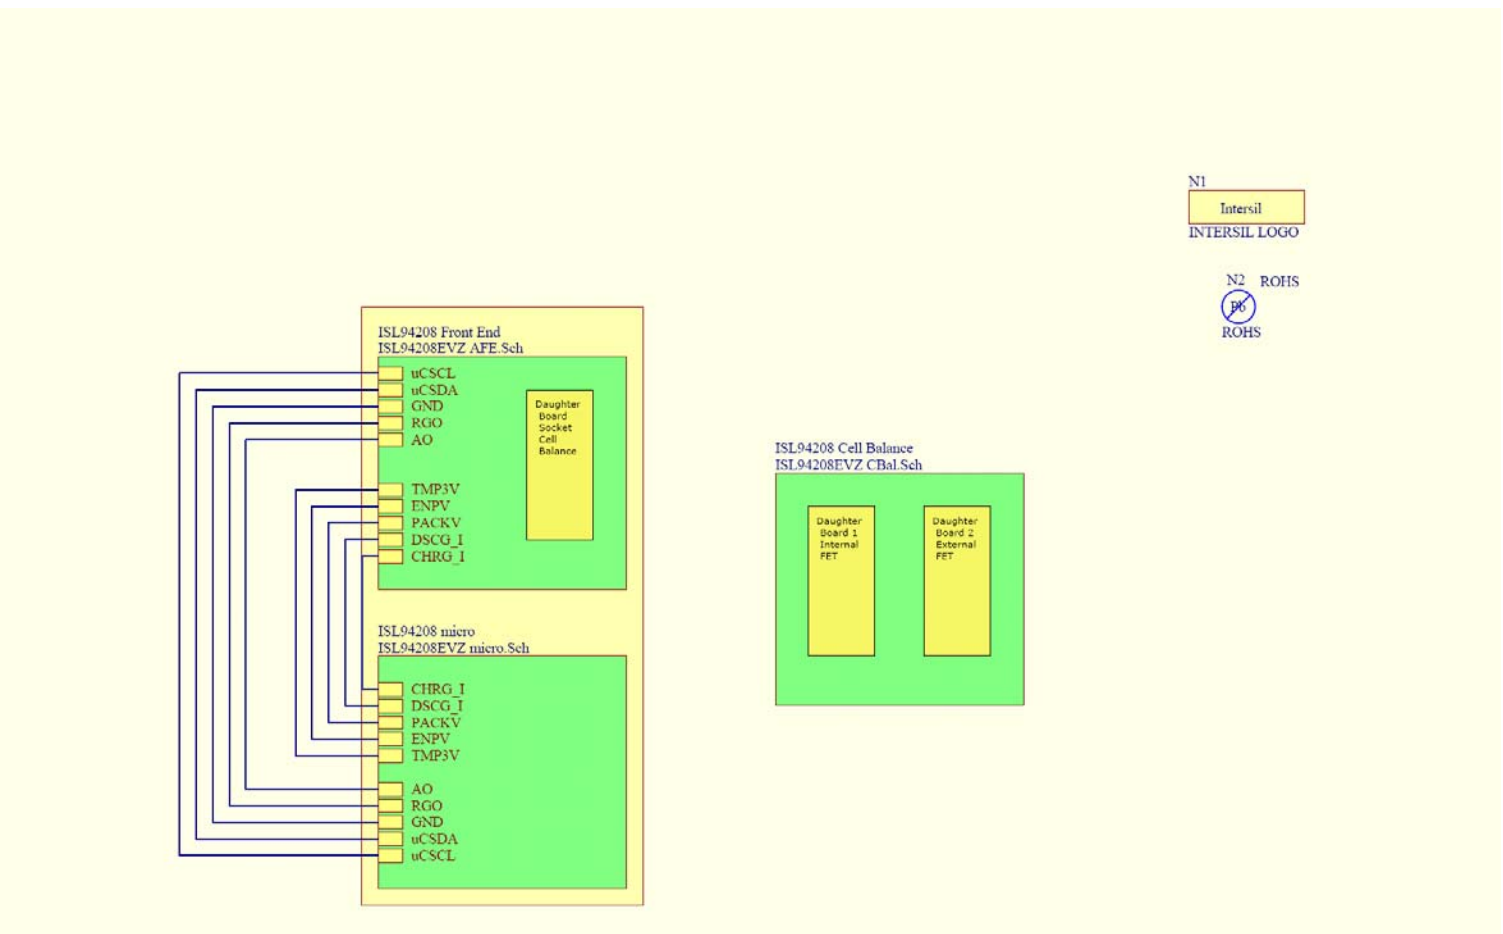 N1
Intersil
INTERSIL LOGO
N2 ROHS
Pb
ROHS
ISL94208 Front End
ISL94208EVZ AFE.Sch
uCSCL
uCSDA
GND
RGO
AO
TMP3V
ENPV
PACKV
DSCG_I
CHRG_I
Daughter
Board
Socket
Cell
Balance
ISL94208 micro
ISL94208EVZ micro.Sch
CHRG_I
DSCG_I
PACKV
ENPV
TMP3V
AO
RGO
GND
uCSDA
uCSCL
ISL94208 Cell Balance
ISL94208EVZ CBal.Sch
Daughter
Board 1
Internal
FET
Daughter
Board 2
External
FET